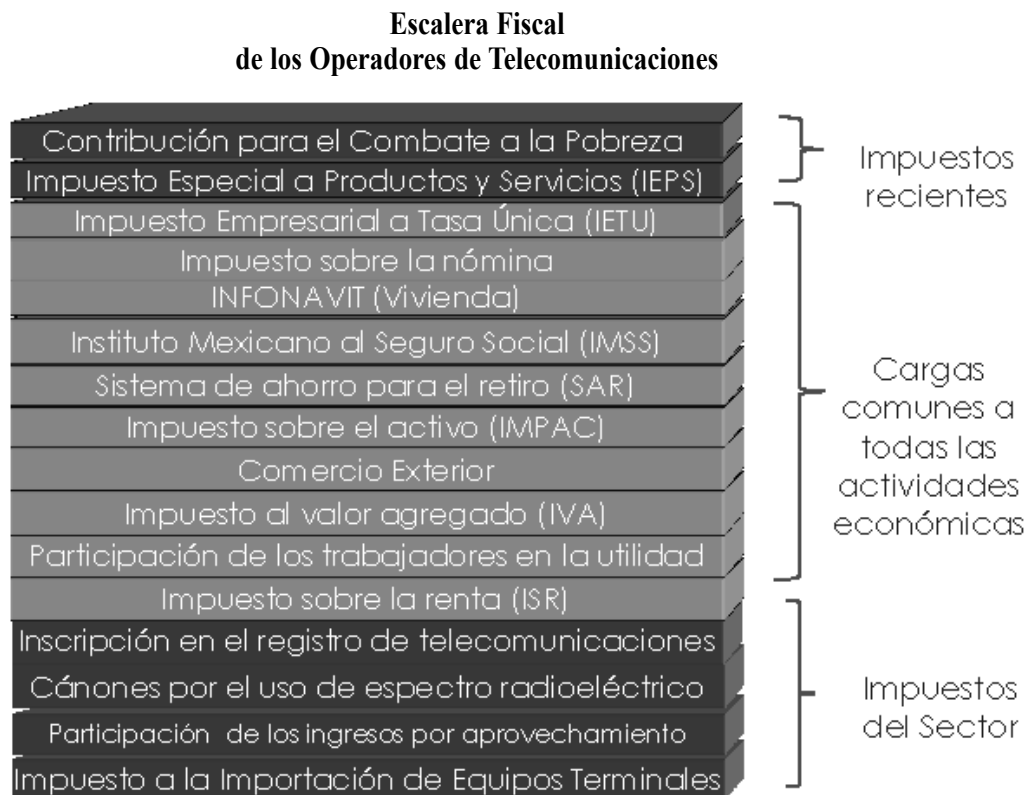 Escalera Fiscal
de los Operadores de Telecomunicaciones
Contribución para el Combate a la Pobreza
Impuesto Especial a Productos y Servicios (IEPS)
Impuesto Empresarial a Tasa Única (IETU)
Impuesto sobre la nómina
INFONAVIT (Vivienda)
Instituto Mexicano al Seguro Social (IMSS)
Sistema de ahorro para el retiro (SAR)
Impuesto sobre el activo (IMPAC)
Comercio Exterior
Impuesto al valor agregado (IVA)
Participación de los trabajadores en la utilidad
Impuesto sobre la renta (ISR)
Inscripción en el registro de telecomunicaciones
Cánones por el uso de espectro radioeléctrico
Participación de los ingresos por aprovechamiento
Impuesto a la Importación de Equipos Terminales
Impuestos
recientes
Cargas
comunes a
todas las
actividades
económicas
Impuestos
del Sector